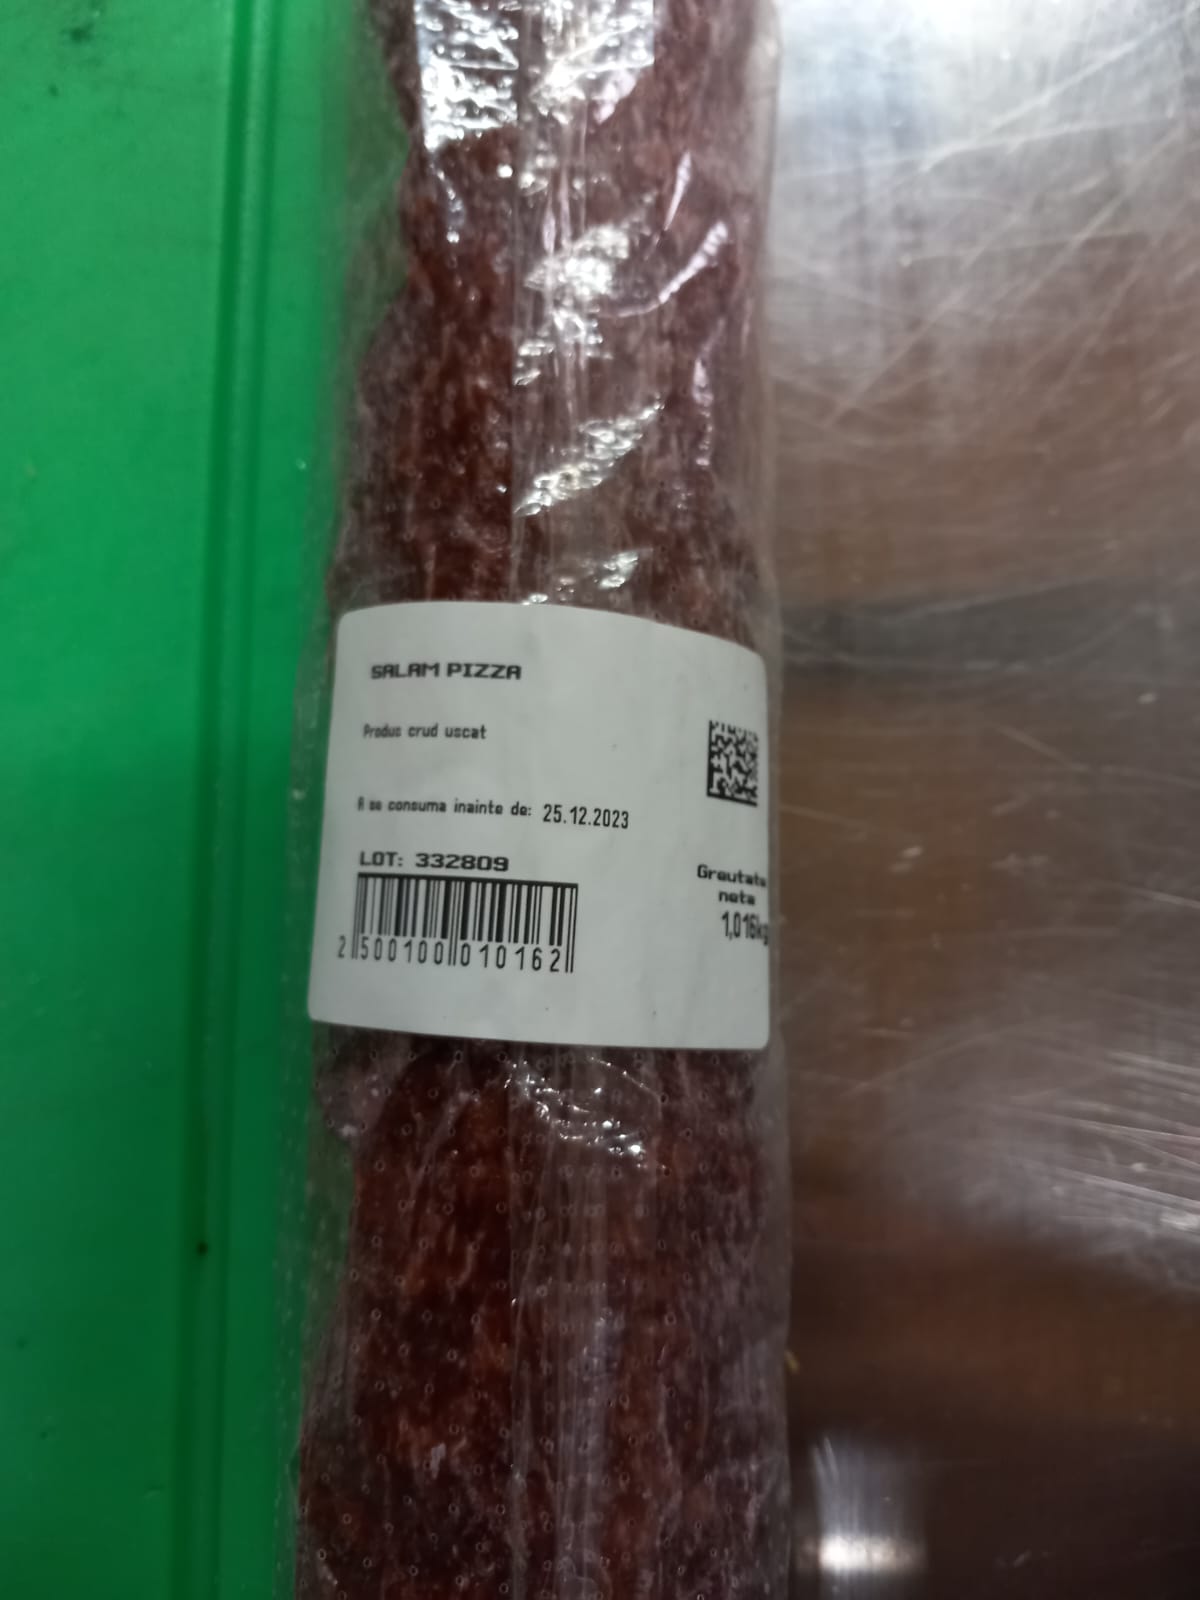 SALAM PIZZA
Produs crud uscat
A se consuma inainte de: 25.12.2023
LOT: 332809
2 500100 010162
Greutate
neta
1,016kg